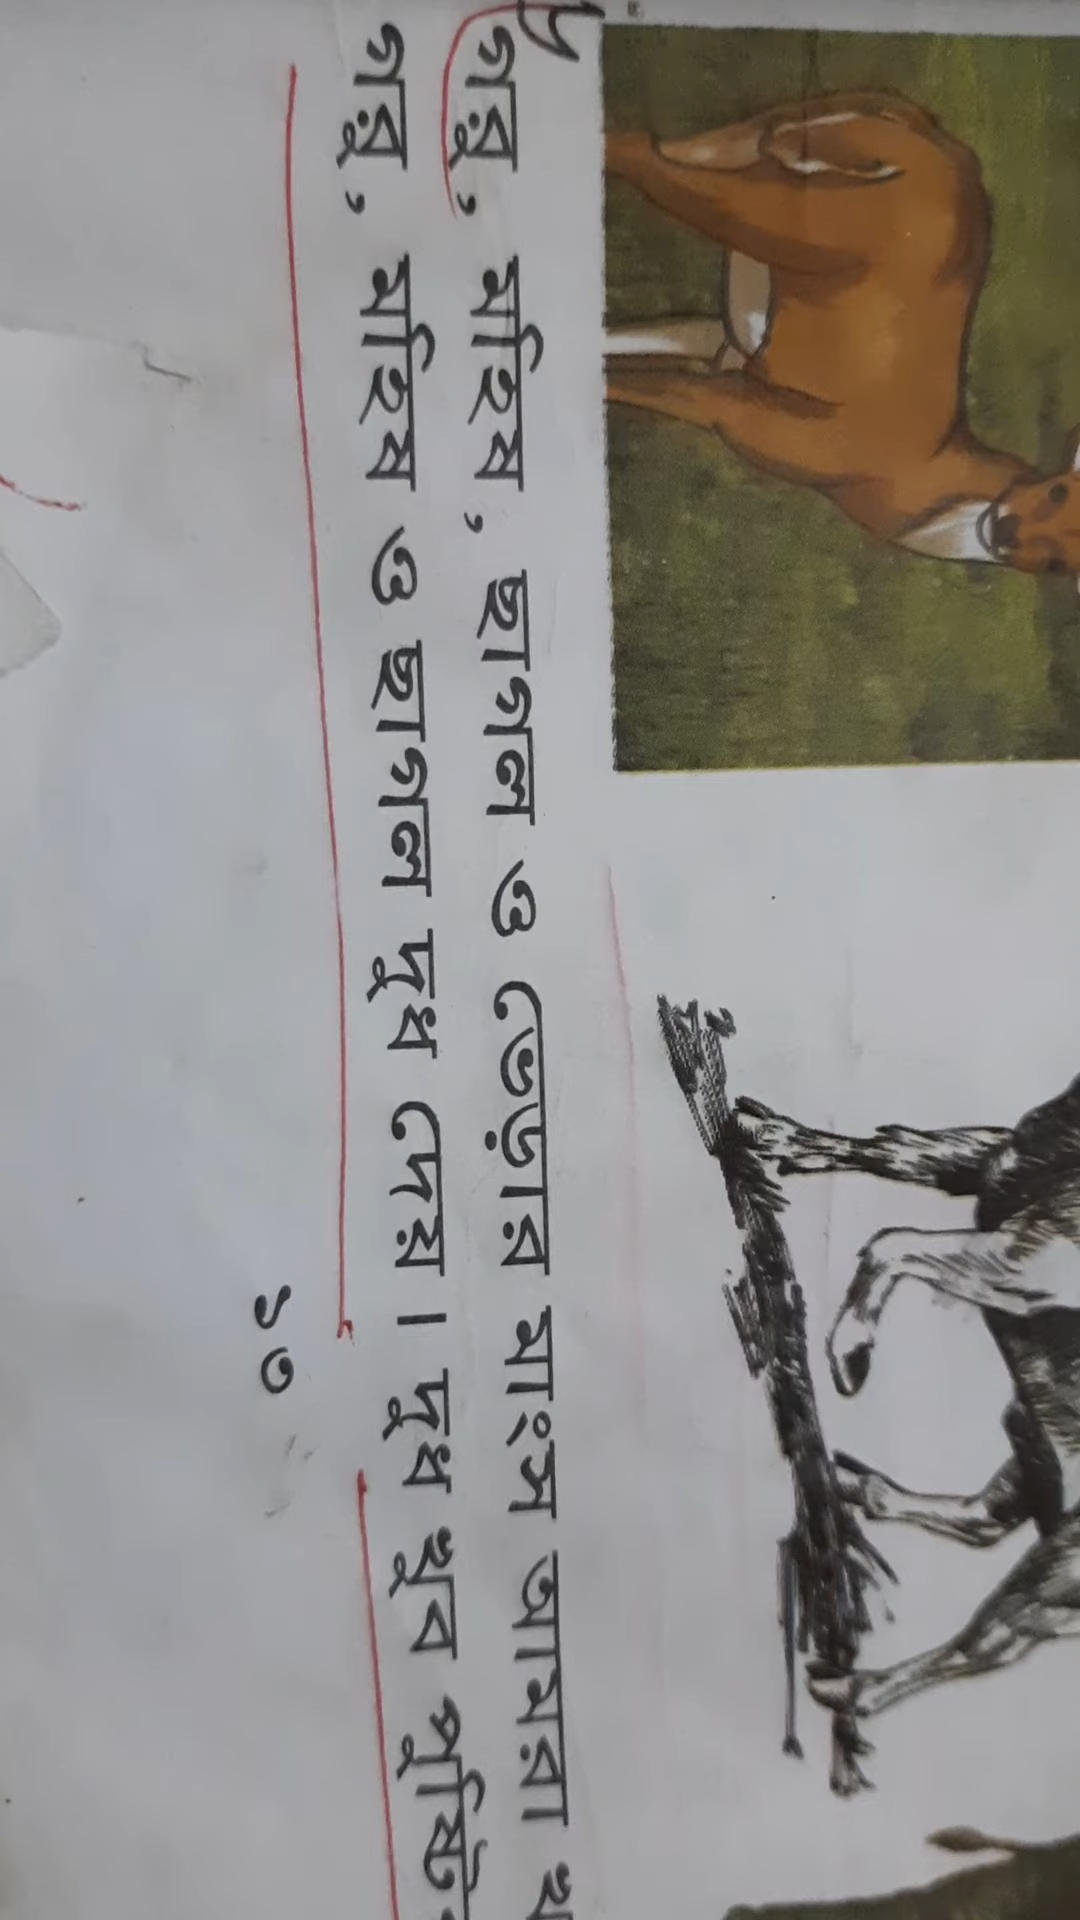 গরু, মহিষ, ছাগল ও ভেড়ার মাংস আমরা
গরু, মহিষ ও ছাগল দুধ দেয়। দুধ খুব
১৩